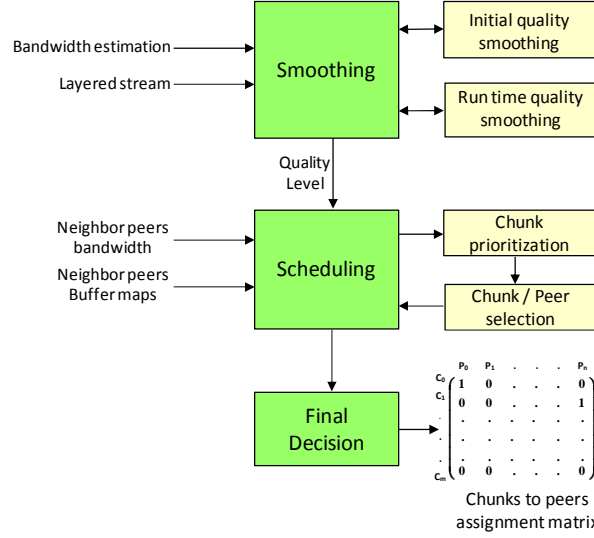 Initial quality
smoothing
Bandwidth estimation
Smoothing
Layered stream
Run time quality
smoothing
Quality
Level
Neighbor peers
bandwidth
Chunk
prioritization
Scheduling
Neighbor peers
Buffer maps
Chunk / Peer
selection
P0 P1 . . . Pn
C0 1 0 . . . 0
C1 0 0 . . . 1
. . . . . . .
. . . . . .
. . . . . . .
Cm 0 0 . . . 0
Final
Decision
Chunks to peers
assignment matrix